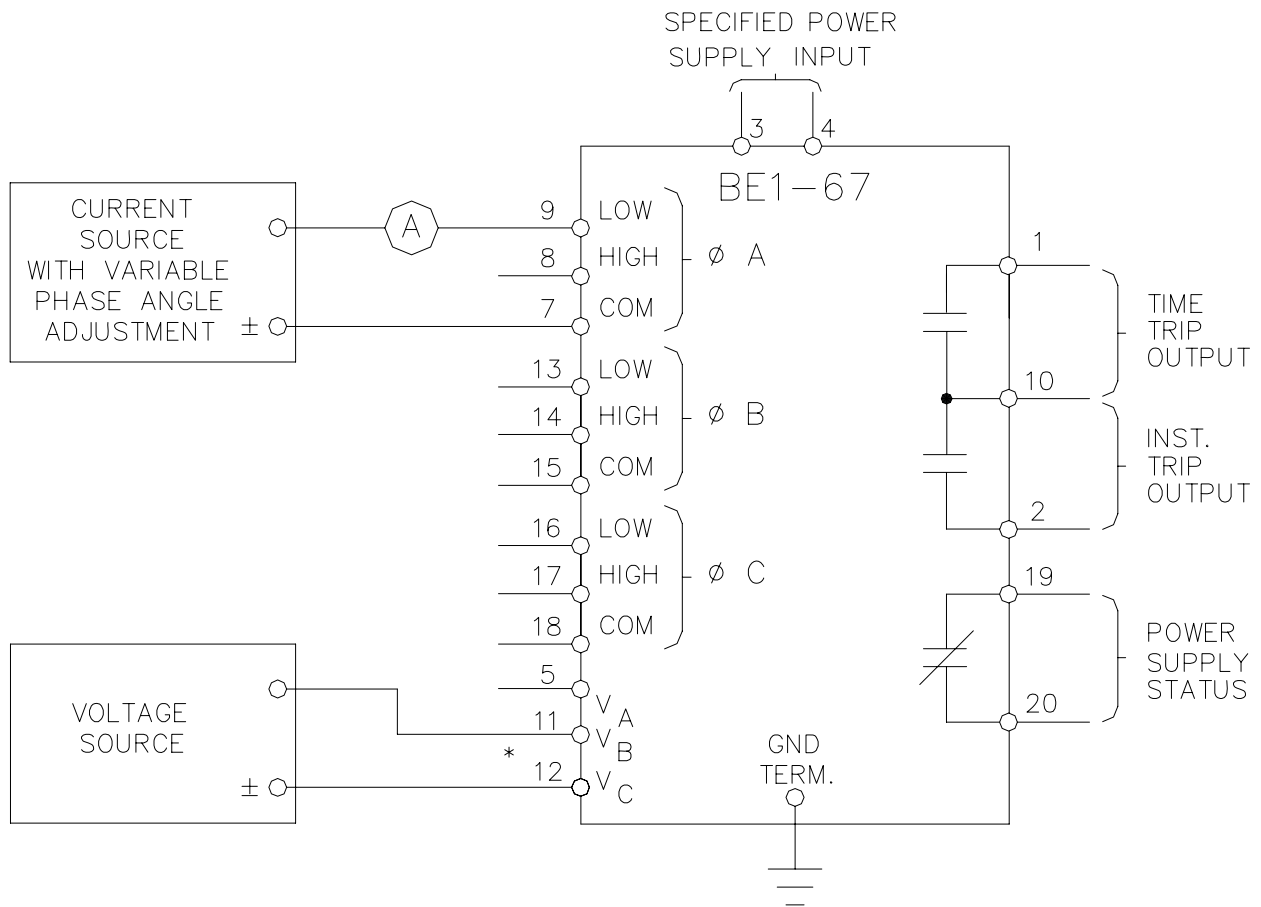 SPECIFIED POWER
SUPPLY INPUT
3 4
BE1-67
CURRENT
SOURCE
WITH VARIABLE
PHASE ANGLE
ADJUSTMENT ±
A
9 LOW
8 HIGH
7 COM
ø A
13 LOW
14 HIGH
15 COM
ø B
16 LOW
17 HIGH
18 COM
ø C
5 VA
11 VB
*
12 VC
VOLTAGE
SOURCE
±
GND
TERM.
1
TIME
TRIP
OUTPUT
10
INST.
TRIP
OUTPUT
2
19
POWER
SUPPLY
STATUS
20